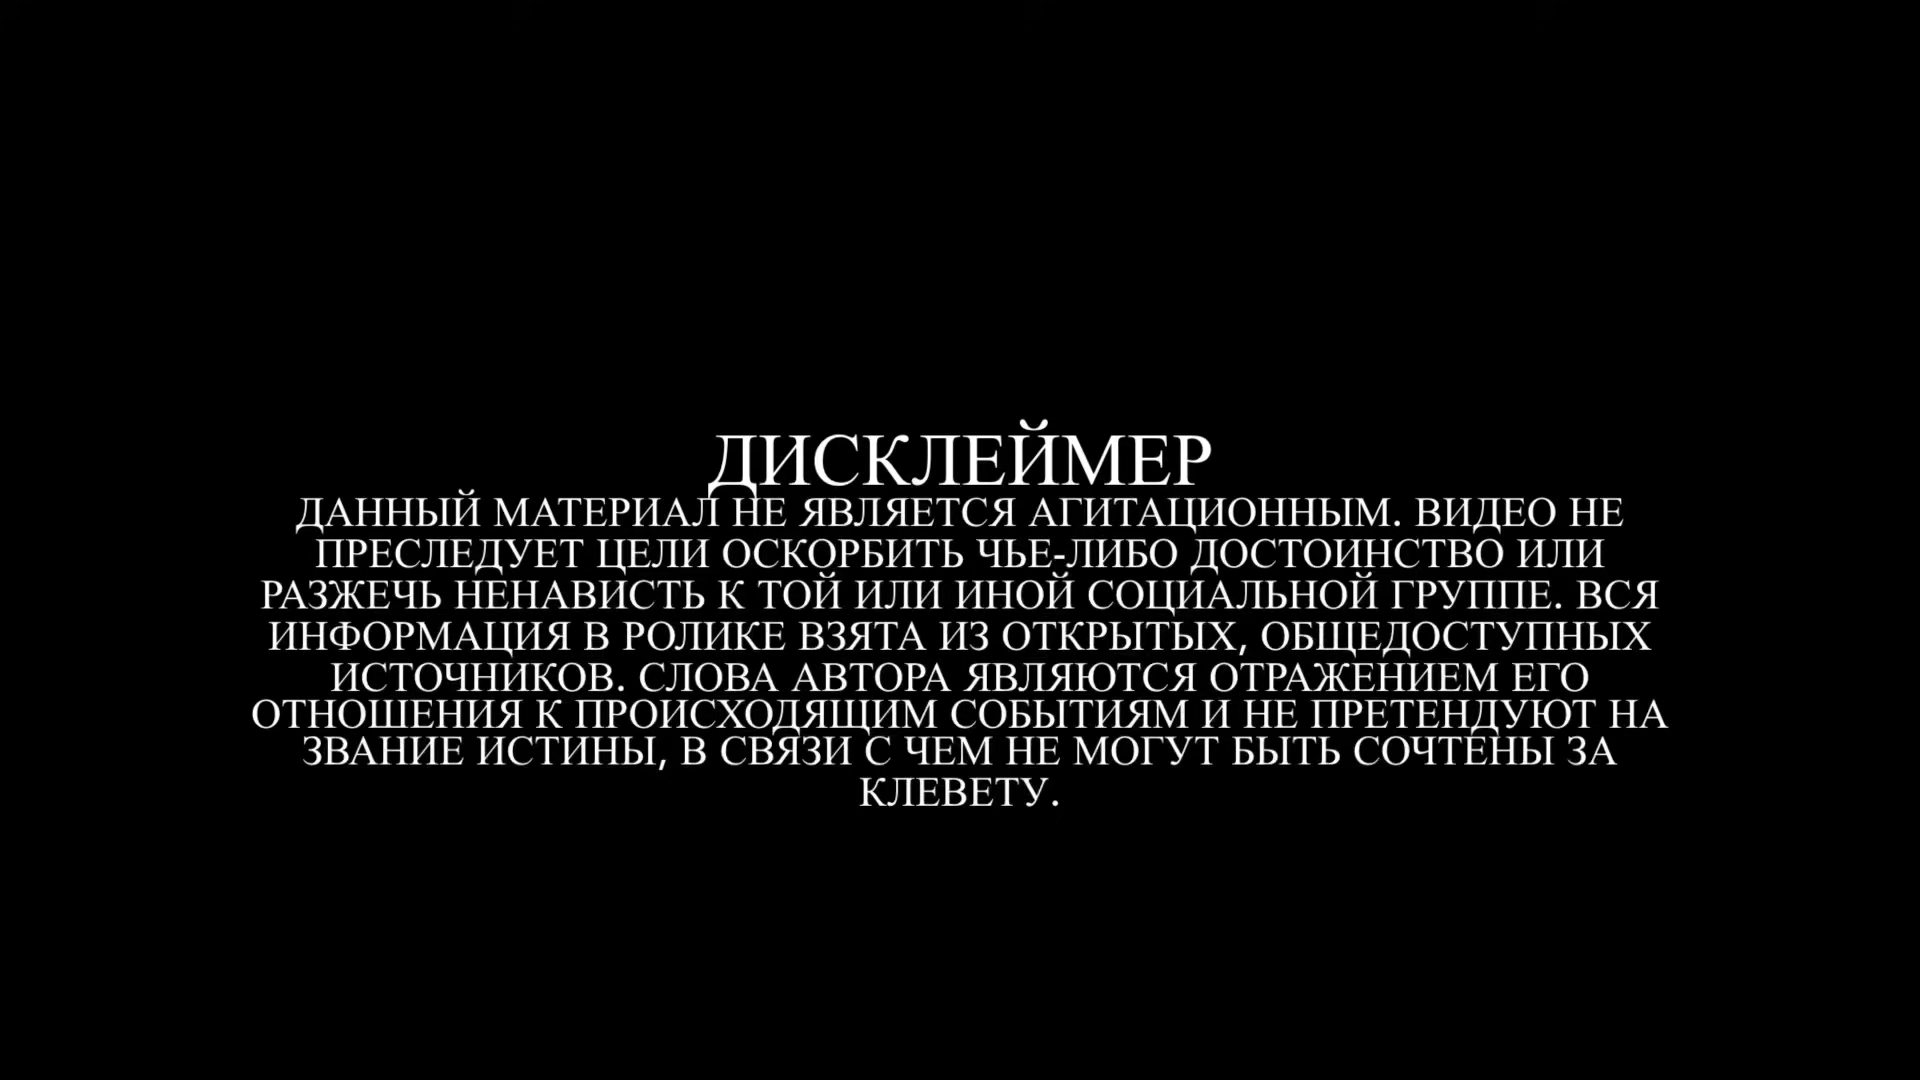 ДИСКЛЕЙМЕР
ДАННЫЙ МАТЕРИАЛ НЕ ЯВЛЯЕТСЯ АГИТАЦИОННЫМ. ВИДЕО НЕ
ПРЕСЛЕДУЕТ ЦЕЛИ ОСКОРБИТЬ ЧЬЕ-ЛИБО ДОСТОИНСТВО ИЛИ
РАЗЖЕЧЬ НЕНАВИСТЬ К ТОЙ ИЛИ ИНОЙ СОЦИАЛЬНОЙ ГРУППЕ. ВСЯ
ИНФОРМАЦИЯ В РОЛИКЕ ВЗЯТА ИЗ ОТКРЫТЫХ, ОБЩЕДОСТУПНЫХ
ИСТОЧНИКОВ. СЛОВА АВТОРА ЯВЛЯЮТСЯ ОТРАЖЕНИЕМ ЕГО
ОТНОШЕНИЯ К ПРОИСХОДЯЩИМ СОБЫТИЯМ И НЕ ПРЕТЕНДУЮТ НА
ЗВАНИЕ ИСТИНЫ, В СВЯЗИ С ЧЕМ НЕ МОГУТ БЫТЬ СОЧТЕНЫ ЗА
КЛЕВЕТУ.